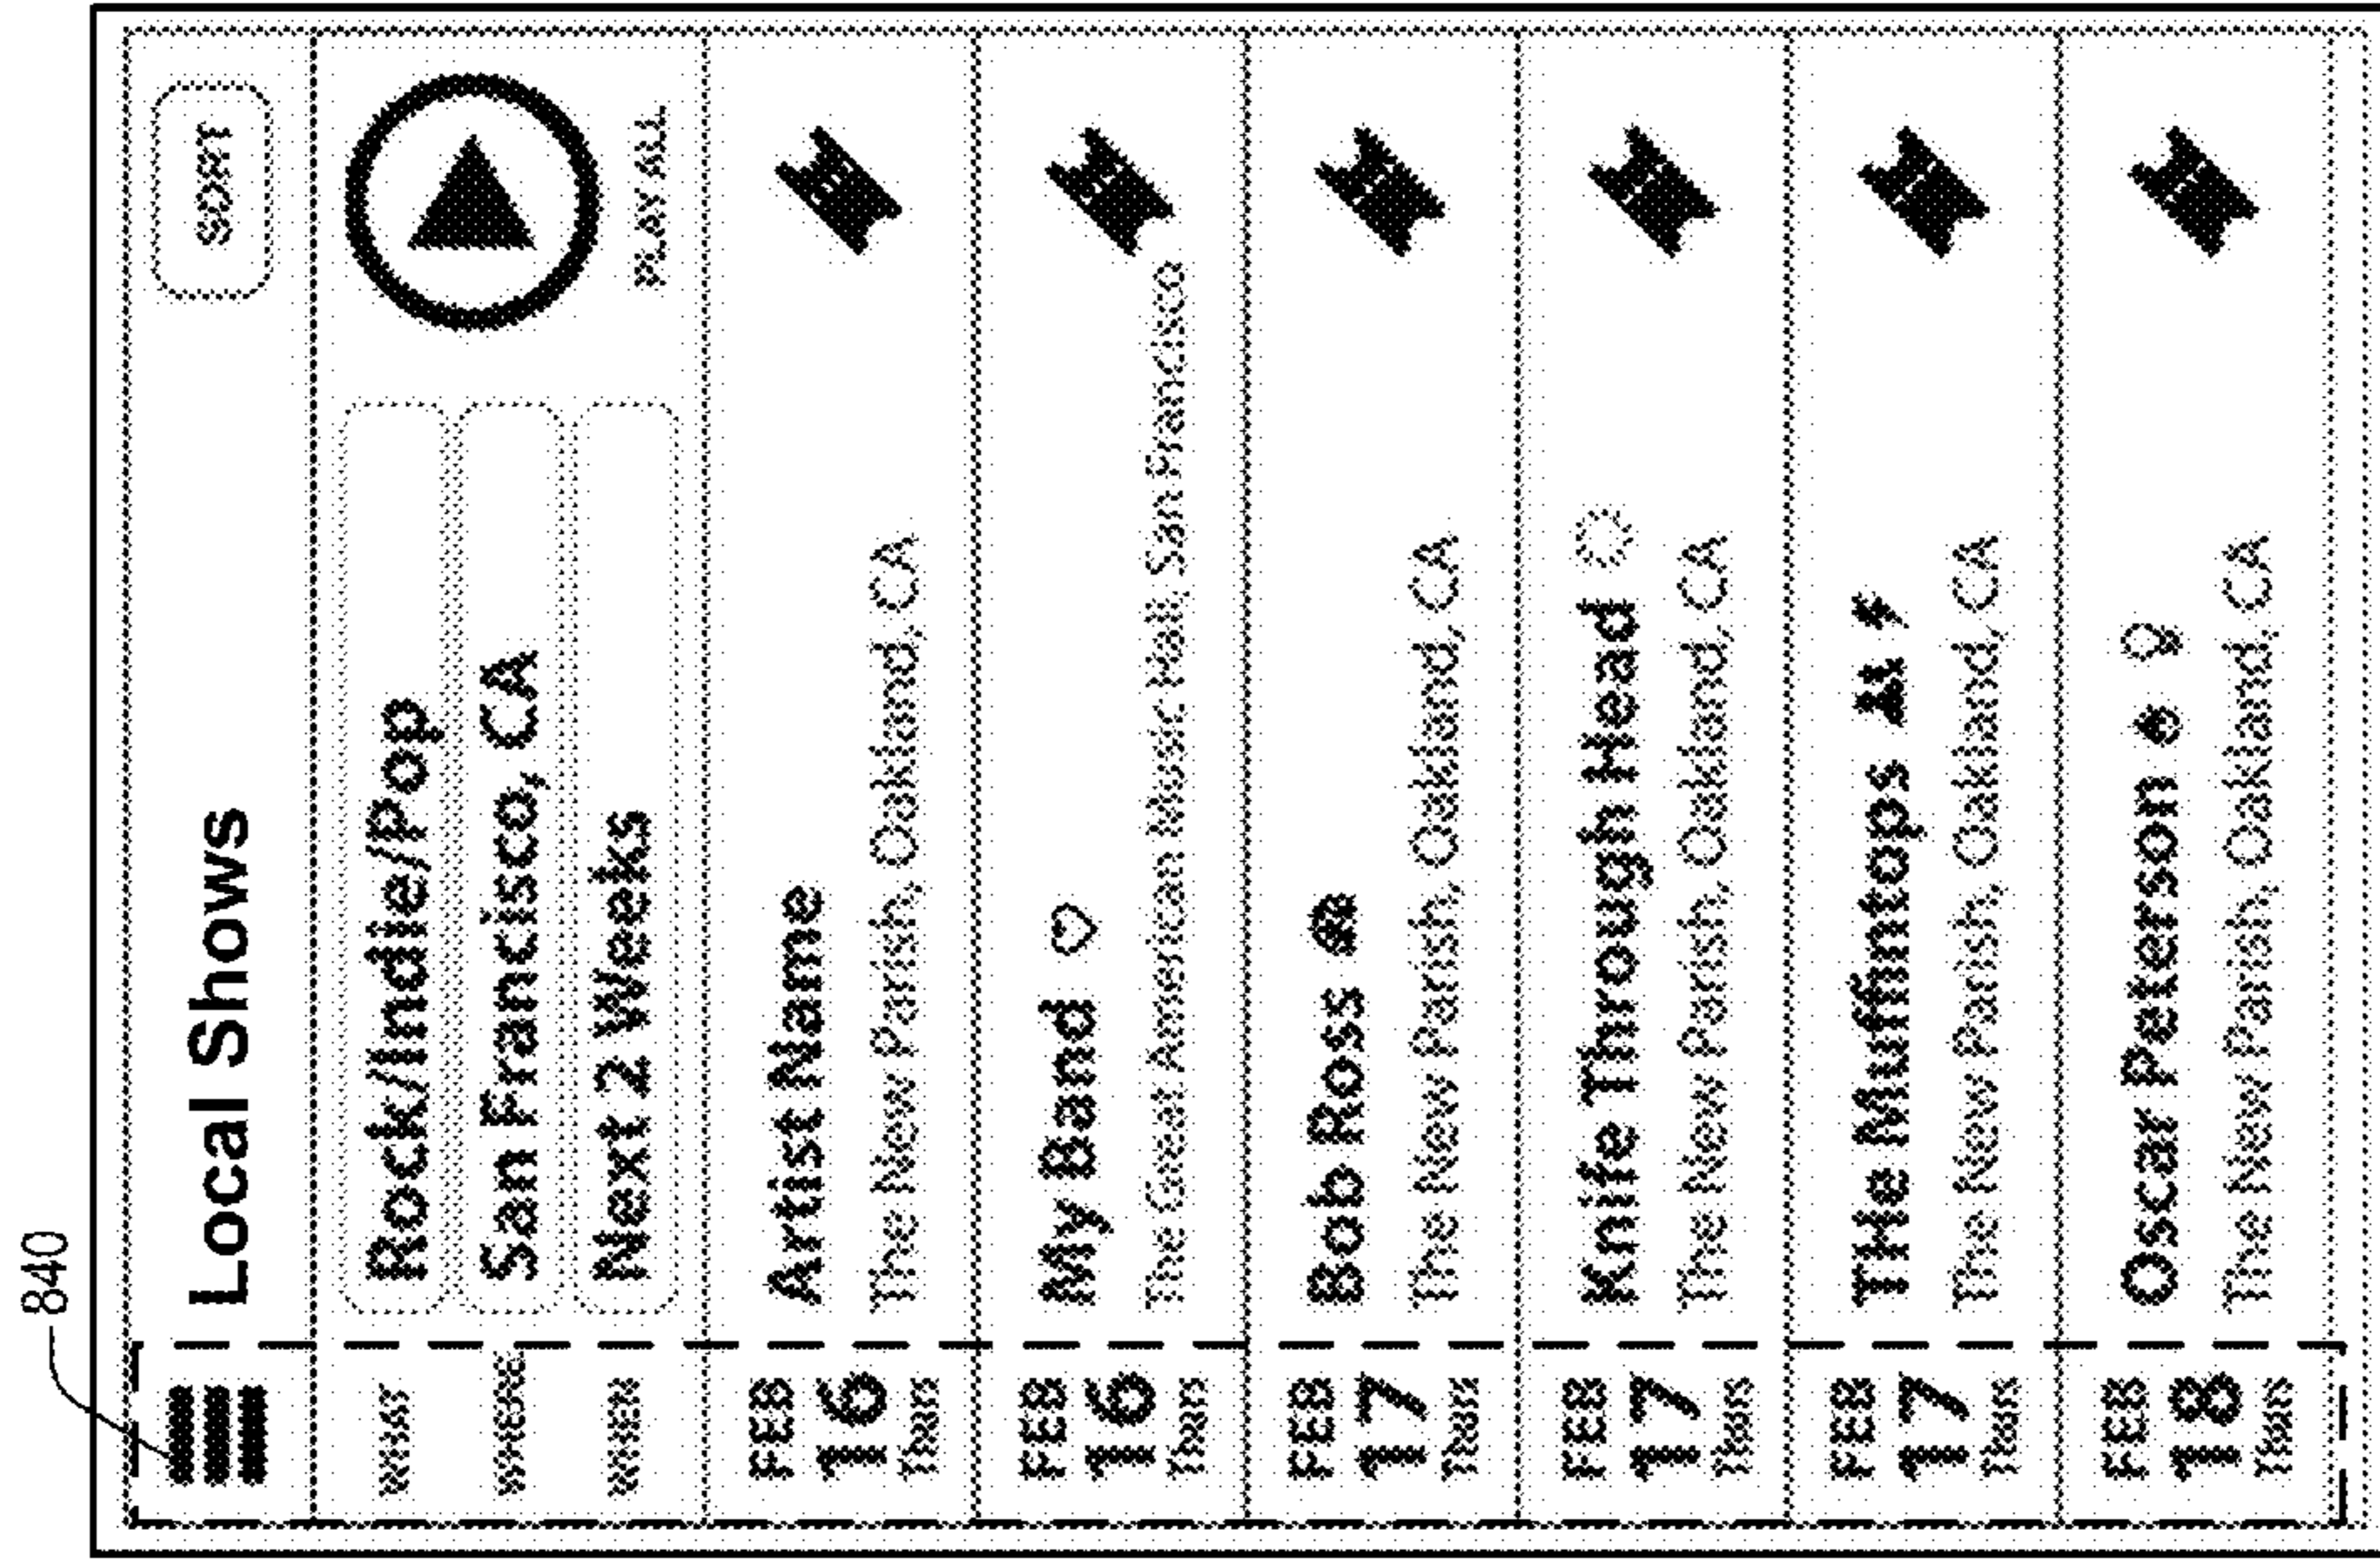 840
Local Shows
SORT
WHAT
Rock/Indie/Pop
WHERE
San Francisco, CA
WHEN
Next 2 Weeks
PLAY ALL
FEB
16
Thurs
Artist Name
The New Parish, Oakland, CA
FEB
16
Thurs
My Band
The Great American Music Hall, San Francisco
FEB
17
Thurs
Bob Ross
The New Parish, Oakland, CA
FEB
17
Thurs
Knife Through Head
The New Parish, Oakland, CA
FEB
17
Thurs
THe Muffintops
The New Parish, Oakland, CA
FEB
18
Thurs
Oscar Peterson
The New Parish, Oakland, CA